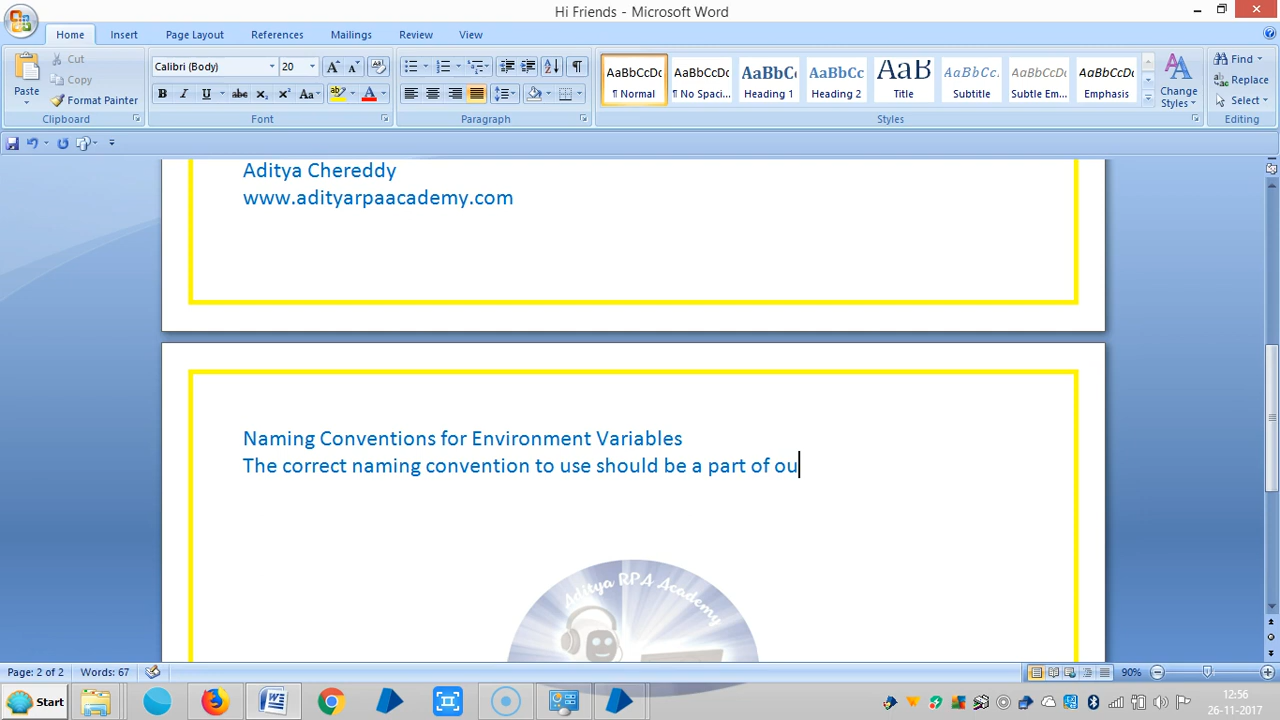 Hi Friends - Microsoft Word
Home Insert Page Layout References Mailings Review View
Paste
Cut
Copy
Format Painter
Clipboard
Calibri (Body) 20
Font
Paragraph
AaBbCcDc AaBbCcDc AaBbCc AaBbCc AaB AaBbCc. AaBbCcDc AaBbCcDc
¶ Normal ¶ No Spaci... Heading 1 Heading 2 Title Subtitle Subtle Em... Emphasis
Change Styles
Styles
Find
Replace
Select
Editing
Aditya Chereddy
www.adityarpaacademy.com
Naming Conventions for Environment Variables
The correct naming convention to use should be a part of ou
Aditya RPA Academy
Page: 2 of 2 Words: 67
90%
Start
12:56
26-11-2017